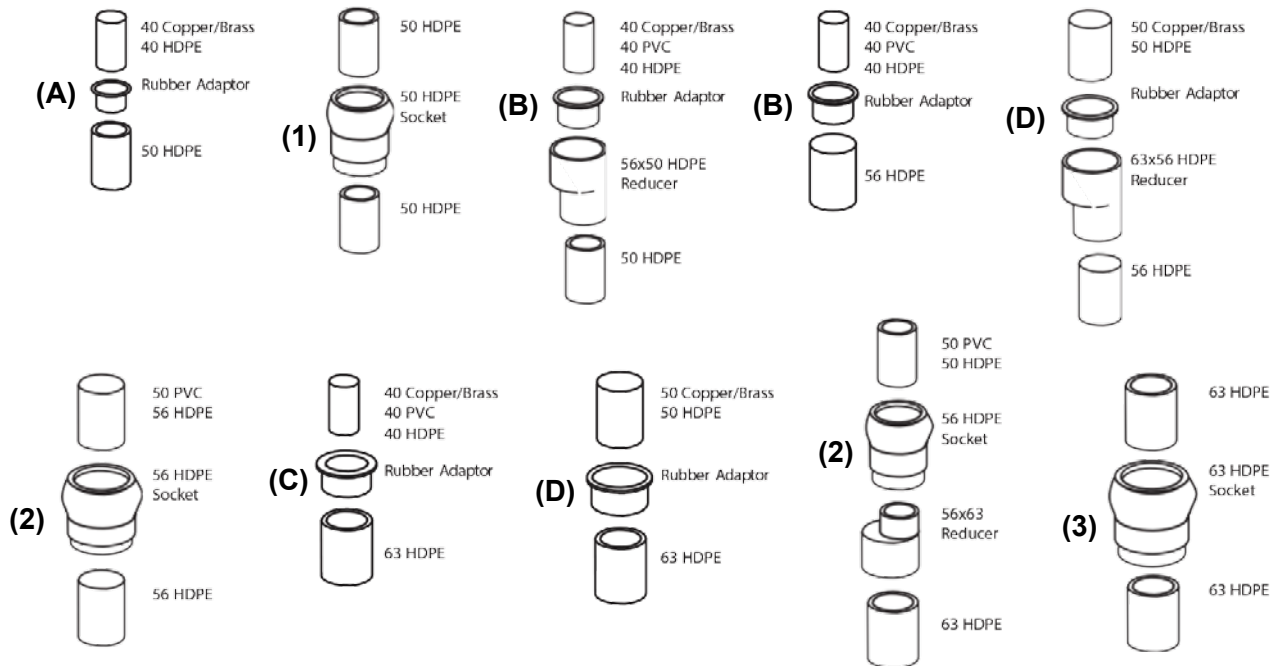 40 Copper/Brass
40 HDPE
(A)
Rubber Adaptor
50 HDPE
50 HDPE
(1)
50 HDPE
Socket
50 HDPE
40 Copper/Brass
40 PVC
40 HDPE
(B)
Rubber Adaptor
56x50 HDPE
Reducer
50 HDPE
40 Copper/Brass
40 PVC
40 HDPE
(B)
Rubber Adaptor
56 HDPE
50 Copper/Brass
50 HDPE
(D)
Rubber Adaptor
63x56 HDPE
Reducer
56 HDPE
50 PVC
56 HDPE
(2)
56 HDPE
Socket
56 HDPE
40 Copper/Brass
40 PVC
40 HDPE
(C)
Rubber Adaptor
63 HDPE
50 Copper/Brass
50 HDPE
(D)
Rubber Adaptor
63 HDPE
50 PVC
50 HDPE
(2)
56 HDPE
Socket
56x63
Reducer
63 HDPE
63 HDPE
(3)
63 HDPE
Socket
63 HDPE